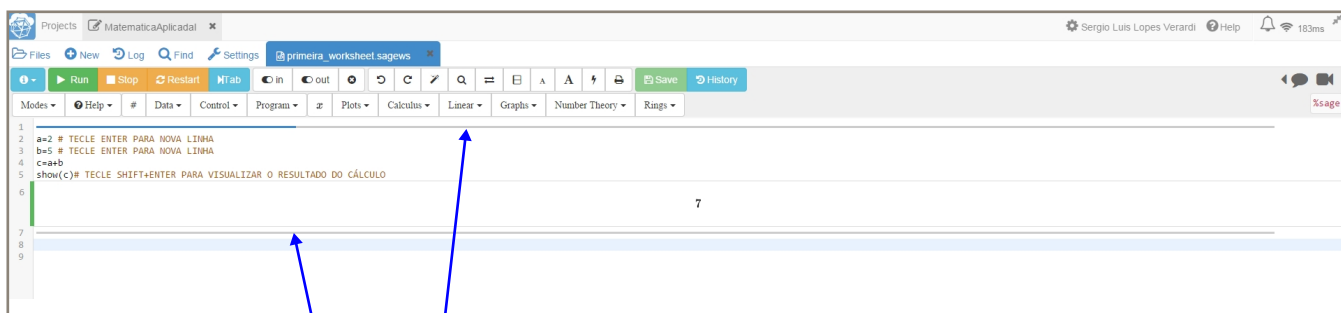 Projects MatematicaAplicadaI × Sergio Luis Lopes Verardi Help 183ms
Files New Log Find Settings primeira_worksheet.sagews ×
Run Stop Restart Tab in out A A Save History
Modes Help # Data Control Program x Plots Calculus Linear Graphs Number Theory Rings %sage
1
2 a=2 # TECLE ENTER PARA NOVA LINHA
3 b=5 # TECLE ENTER PARA NOVA LINHA
4 c=a+b
5 show(c)# TECLE SHIFT+ENTER PARA VISUALIZAR O RESULTADO DO CÁLCULO
6
7
7
8
9